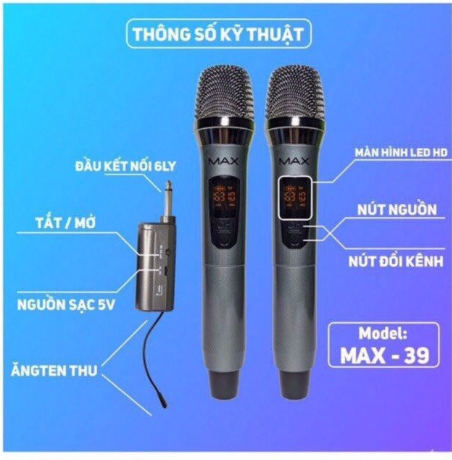 THÔNG SỐ KỸ THUẬT
MAX
MAX
MÀN HÌNH LED HD
ĐẦU KẾT NỐI 6LY
TẮT / MỞ
NÚT NGUỒN
NÚT ĐỔI KÊNH
NGUỒN SẠC 5V
ĂNGTEN THU
Model:
MAX - 39